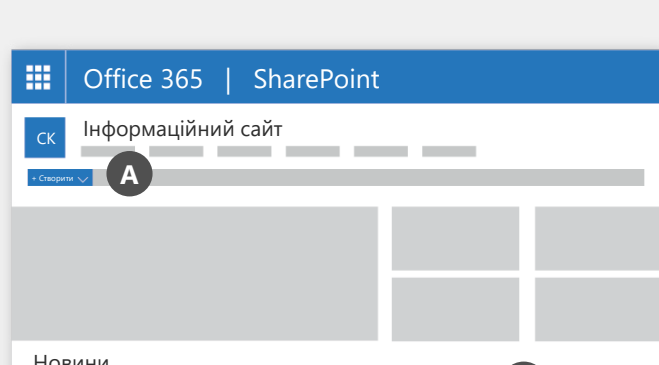 Office 365 | SharePoint
СК
Інформаційний сайт
+ Створити
A
Новини